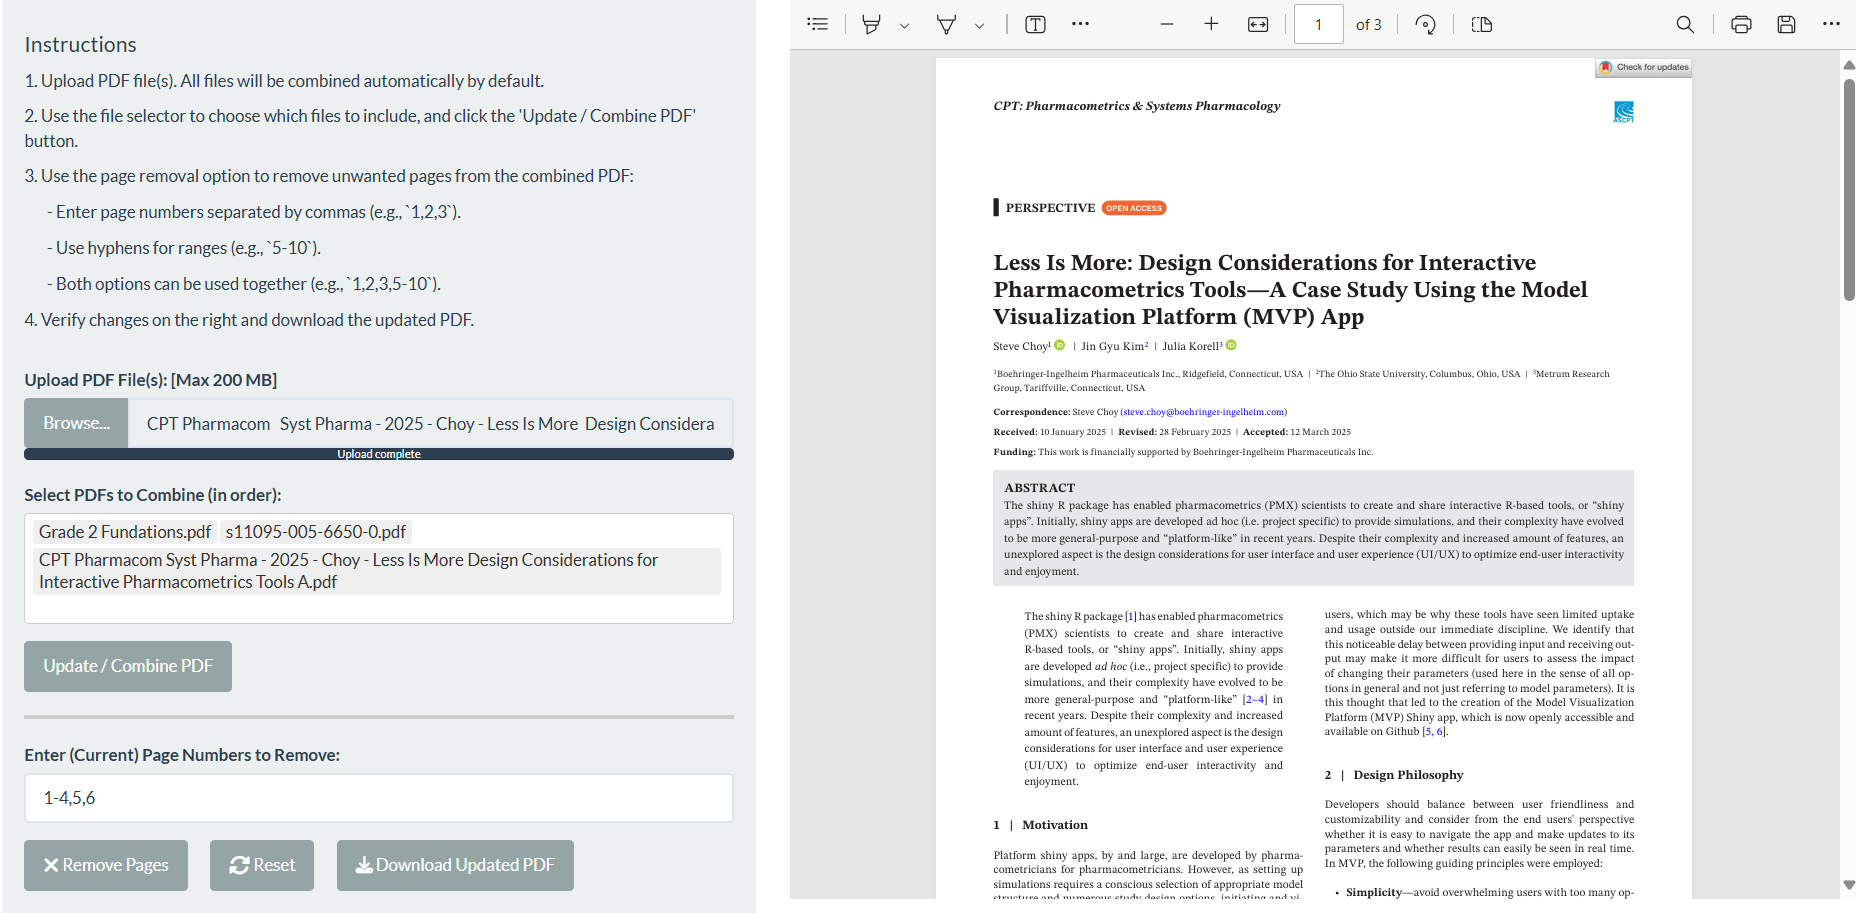 Instructions
1. Upload PDF file(s). All files will be combined automatically by default.
2. Use the file selector to choose which files to include, and click the 'Update / Combine PDF'
button.
3. Use the page removal option to remove unwanted pages from the combined PDF:
- Enter page numbers separated by commas (e.g., `1,2,3`).
- Use hyphens for ranges (e.g., `5-10`).
- Both options can be used together (e.g., `1,2,3,5-10`).
4. Verify changes on the right and download the updated PDF.
Upload PDF File(s): [Max 200 MB]
Browse... CPT Pharmacom Syst Pharma - 2025 - Choy - Less Is More Design Considera
Upload complete
Select PDFs to Combine (in order):
Grade 2 Fundations.pdf s11095-005-6650-0.pdf
CPT Pharmacom Syst Pharma - 2025 - Choy - Less Is More Design Considerations for
Interactive Pharmacometrics Tools A.pdf
Update / Combine PDF
Enter (Current) Page Numbers to Remove:
1-4,5,6
Remove Pages Reset Download Updated PDF
1 of 3
Check for updates
CPT: Pharmacometrics & Systems Pharmacology
ASCPT
PERSPECTIVE OPEN ACCESS
Less Is More: Design Considerations for Interactive
Pharmacometrics Tools—A Case Study Using the Model
Visualization Platform (MVP) App
Steve Choy1 iD | Jin Gyu Kim2 | Julia Korell3 iD
1Boehringer-Ingelheim Pharmaceuticals Inc., Ridgefield, Connecticut, USA | 2The Ohio State University, Columbus, Ohio, USA | 3Metrum Research
Group, Tariffville, Connecticut, USA
Correspondence: Steve Choy (steve.choy@boehringer-ingelheim.com)
Received: 10 January 2025 | Revised: 28 February 2025 | Accepted: 12 March 2025
Funding: This work is financially supported by Boehringer-Ingelheim Pharmaceuticals Inc.
ABSTRACT
The shiny R package has enabled pharmacometrics (PMX) scientists to create and share interactive R-based tools, or “shiny
apps”. Initially, shiny apps are developed ad hoc (i.e. project specific) to provide simulations, and their complexity have evolved
to be more general-purpose and “platform-like” in recent years. Despite their complexity and increased amount of features, an
unexplored aspect is the design considerations for user interface and user experience (UI/UX) to optimize end-user interactivity
and enjoyment.
The shiny R package [1] has enabled pharmacometrics
(PMX) scientists to create and share interactive
R-based tools, or “shiny apps”. Initially, shiny apps
are developed ad hoc (i.e., project specific) to provide
simulations, and their complexity have evolved to be
more general-purpose and “platform-like” [2–4] in
recent years. Despite their complexity and increased
amount of features, an unexplored aspect is the design
considerations for user interface and user experience
(UI/UX) to optimize end-user interactivity and
enjoyment.
1 | Motivation
Platform shiny apps, by and large, are developed by pharma-
cometricians for pharmacometricians. However, as setting up
simulations requires a conscious selection of appropriate model
structure and numerous study design options, initiating and vi-
users, which may be why these tools have seen limited uptake
and usage outside our immediate discipline. We identify that
this noticeable delay between providing input and receiving out-
put may make it more difficult for users to assess the impact
of changing their parameters (used here in the sense of all op-
tions in general and not just referring to model parameters). It is
this thought that led to the creation of the Model Visualization
Platform (MVP) Shiny app, which is now openly accessible and
available on Github [5, 6].
2 | Design Philosophy
Developers should balance between user friendliness and
customizability and consider from the end users' perspective
whether it is easy to navigate the app and make updates to its
parameters and whether results can easily be seen in real time.
In MVP, the following guiding principles were employed:
• Simplicity—avoid overwhelming users with too many op-